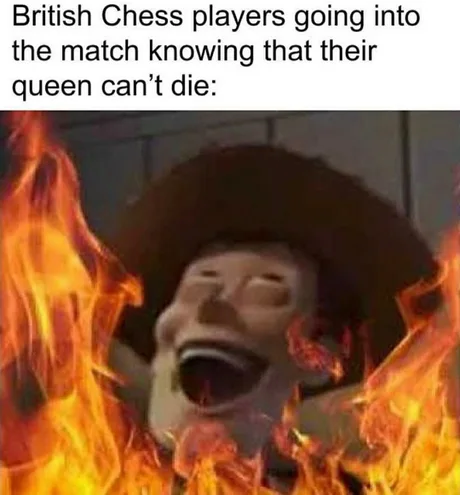 British Chess players going into
the match knowing that their
queen can’t die: